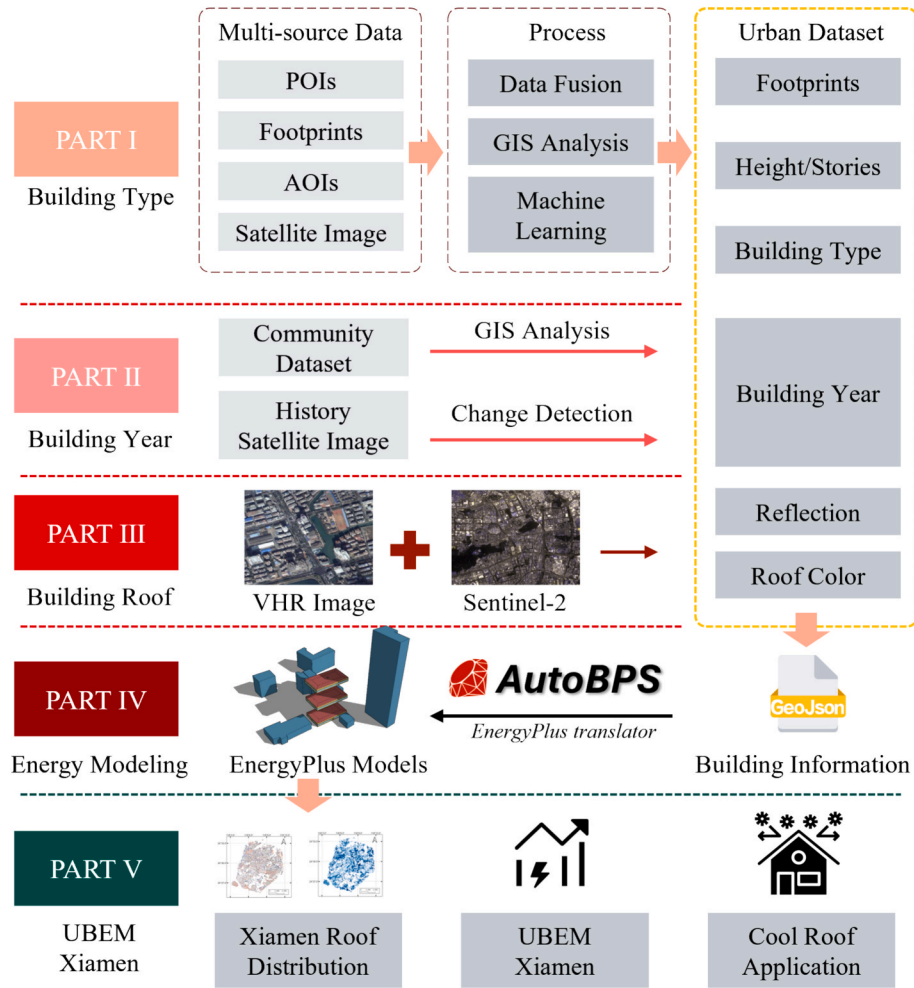 Multi-source Data
Process
Urban Dataset
PART I
Building Type
POIs
Footprints
AOIs
Satellite Image
Data Fusion
GIS Analysis
Machine
Learning
Footprints
Height/Stories
Building Type
PART II
Building Year
Community
Dataset
GIS Analysis
History
Satellite Image
Change Detection
Building Year
PART III
Building Roof
VHR Image
Sentinel-2
Reflection
Roof Color
PART IV
Energy Modeling
EnergyPlus Models
AutoBPS
EnergyPlus translator
GeoJson
Building Information
PART V
UBEM
Xiamen
Xiamen Roof
Distribution
UBEM
Xiamen
Cool Roof
Application